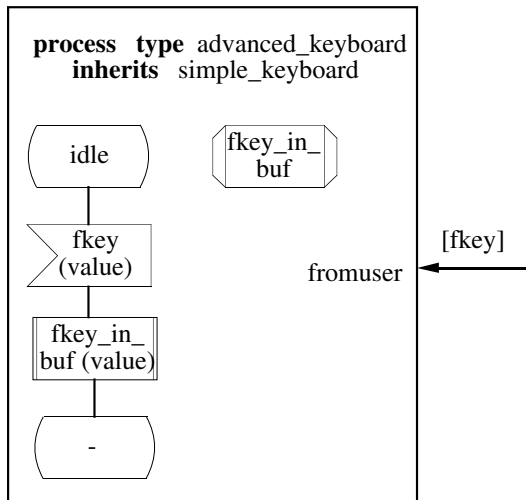 process type advanced_keyboard
inherits simple_keyboard
idle
fkey_in_
buf
fkey
(value)
[fkey]
fromuser
fkey_in_
buf (value)
-